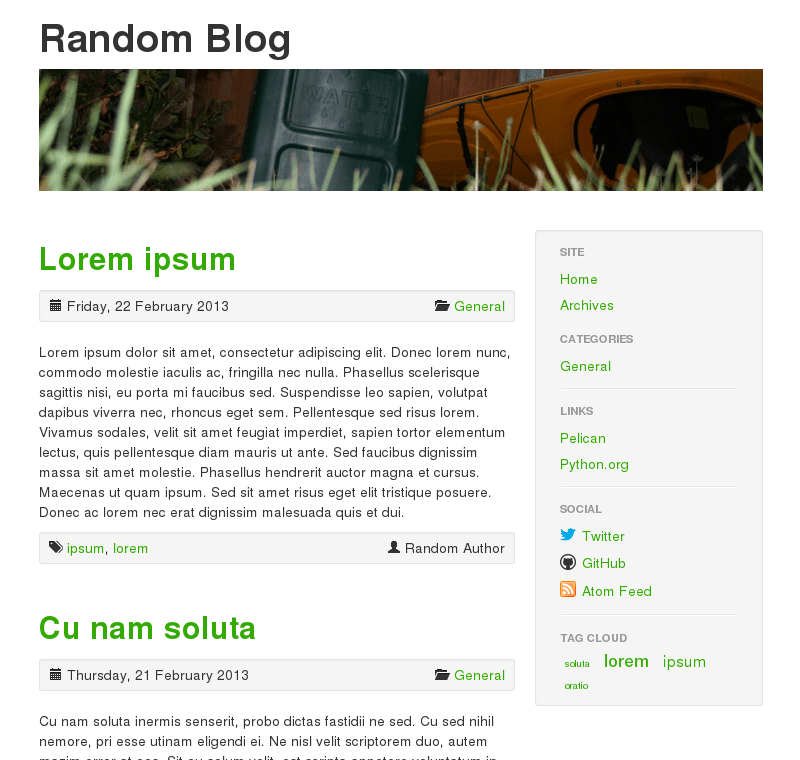 Random Blog
WATER
Lorem ipsum
Friday, 22 February 2013 General
Lorem ipsum dolor sit amet, consectetur adipiscing elit. Donec lorem nunc,
commodo molestie iaculis ac, fringilla nec nulla. Phasellus scelerisque
sagittis nisi, eu porta mi faucibus sed. Suspendisse leo sapien, volutpat
dapibus viverra nec, rhoncus eget sem. Pellentesque sed risus lorem.
Vivamus sodales, velit sit amet feugiat imperdiet, sapien tortor elementum
lectus, quis pellentesque diam mauris ut ante. Sed faucibus dignissim
massa sit amet molestie. Phasellus hendrerit auctor magna et cursus.
Maecenas ut quam ipsum. Sed sit amet risus eget elit tristique posuere.
Donec ac lorem nec erat dignissim malesuada quis et dui.
ipsum, lorem Random Author
Cu nam soluta
Thursday, 21 February 2013 General
Cu nam soluta inermis senserit, probo dictas fastidii ne sed. Cu sed nihil
nemore, pri esse utinam eligendi ei. Ne nisl velit scriptorem duo, autem
SITE
Home
Archives
CATEGORIES
General
LINKS
Pelican
Python.org
SOCIAL
Twitter
GitHub
Atom Feed
TAG CLOUD
soluta lorem ipsum
oratio